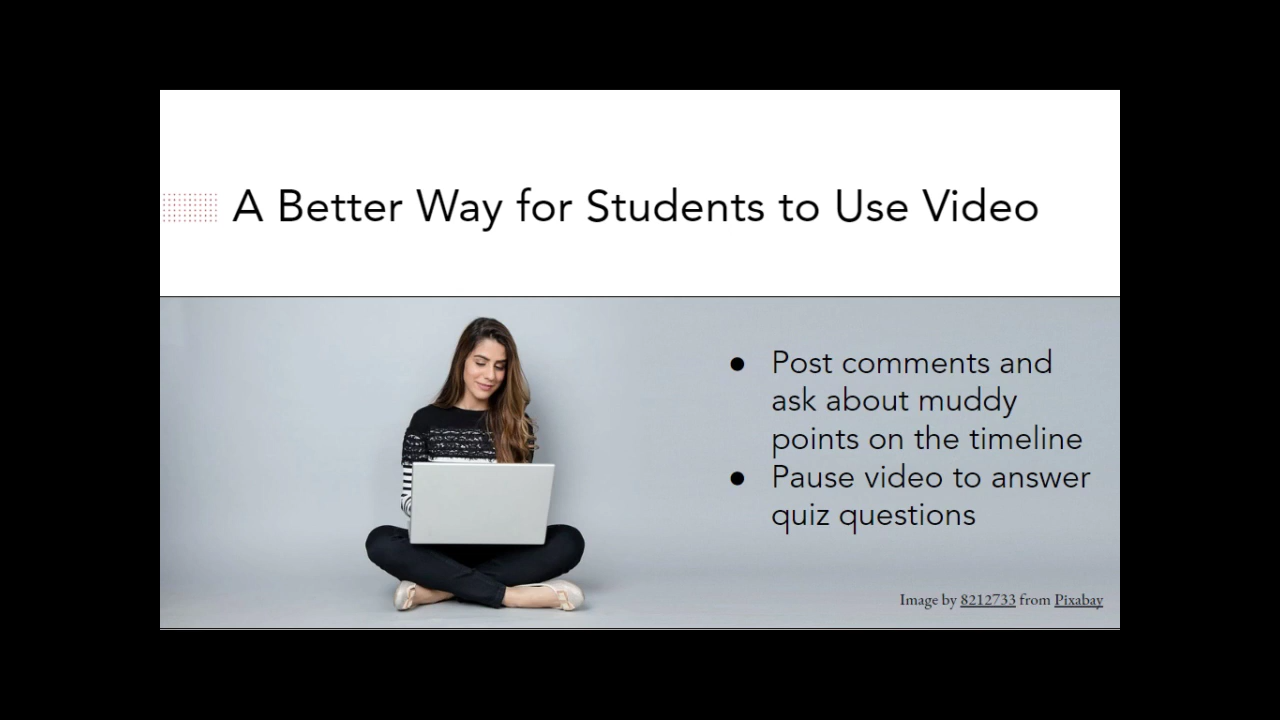 A Better Way for Students to Use Video
● Post comments and
ask about muddy
points on the timeline
● Pause video to answer
quiz questions
Image by 8212733 from Pixabay